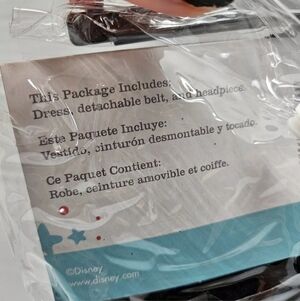 This Package Includes:
Dress, detachable belt, and headpiece.
Este Paquete Incluye:
Vestido, cinturón desmontable y tocado.
Ce Paquet Contient:
Robe, ceinture amovible et coiffe.
©Disney
www.disney.com